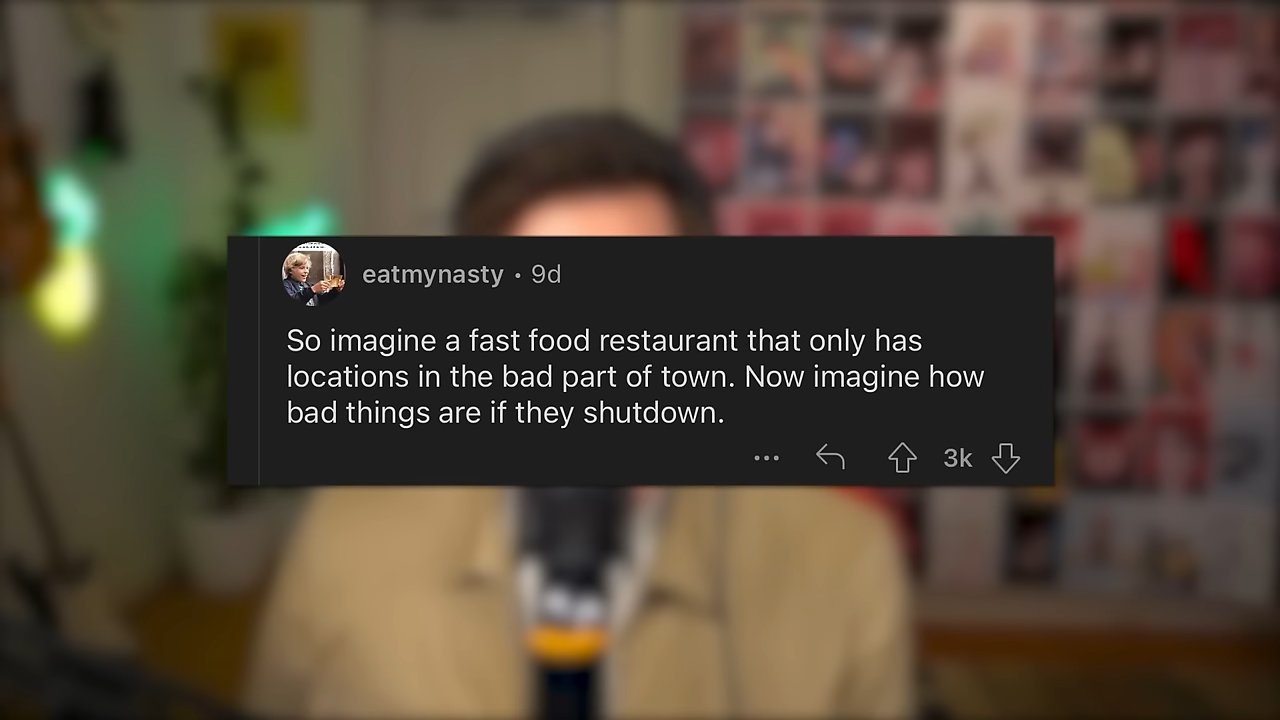 eatmynasty • 9d
So imagine a fast food restaurant that only has
locations in the bad part of town. Now imagine how
bad things are if they shutdown.
3k